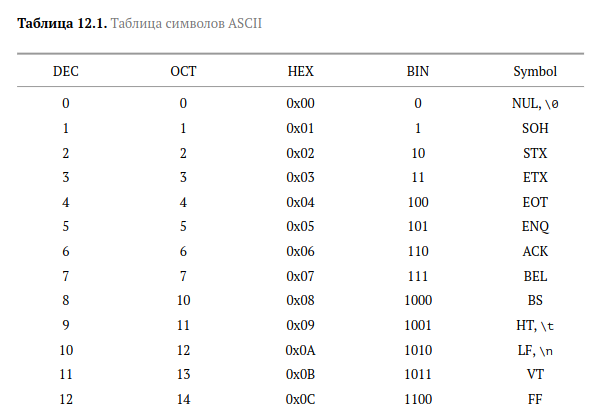 Таблица 12.1. Таблица символов ASCII
DEC OCT HEX BIN Symbol
0 0 0x00 0 NUL, \0
1 1 0x01 1 SOH
2 2 0x02 10 STX
3 3 0x03 11 ETX
4 4 0x04 100 EOT
5 5 0x05 101 ENQ
6 6 0x06 110 ACK
7 7 0x07 111 BEL
8 10 0x08 1000 BS
9 11 0x09 1001 HT, \t
10 12 0x0A 1010 LF, \n
11 13 0x0B 1011 VT
12 14 0x0C 1100 FF